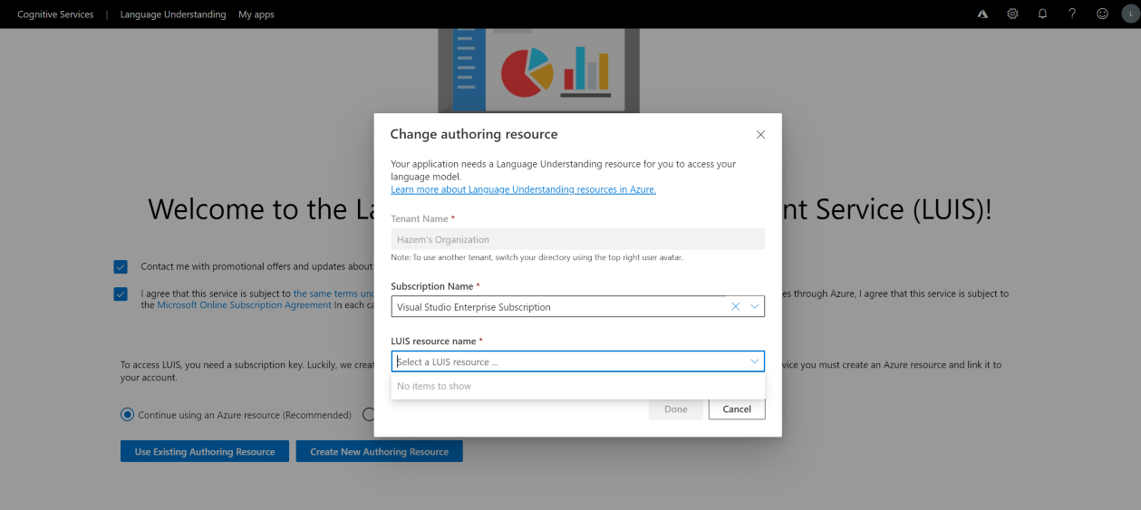 Cognitive Services | Language Understanding My apps
L
Change authoring resource
Your application needs a Language Understanding resource for you to access your
language model.
Learn more about Language Understanding resources in Azure.
Welcome to the L nt Service (LUIS)!
Tenant Name *
Hazem's Organization
Note: To use another tenant, switch your directory using the top right user avatar.
Contact me with promotional offers and updates about
Subscription Name *
I agree that this service is subject to the same terms un es through Azure, I agree that this service is subject to
the Microsoft Online Subscription Agreement In each ca
Visual Studio Enterprise Subscription
LUIS resource name *
Select a LUIS resource ...
No items to show
To access LUIS, you need a subscription key. Luckily, we creat vice you must create an Azure resource and link it to
your account.
Done Cancel
Continue using an Azure resource (Recommended)
Use Existing Authoring Resource Create New Authoring Resource